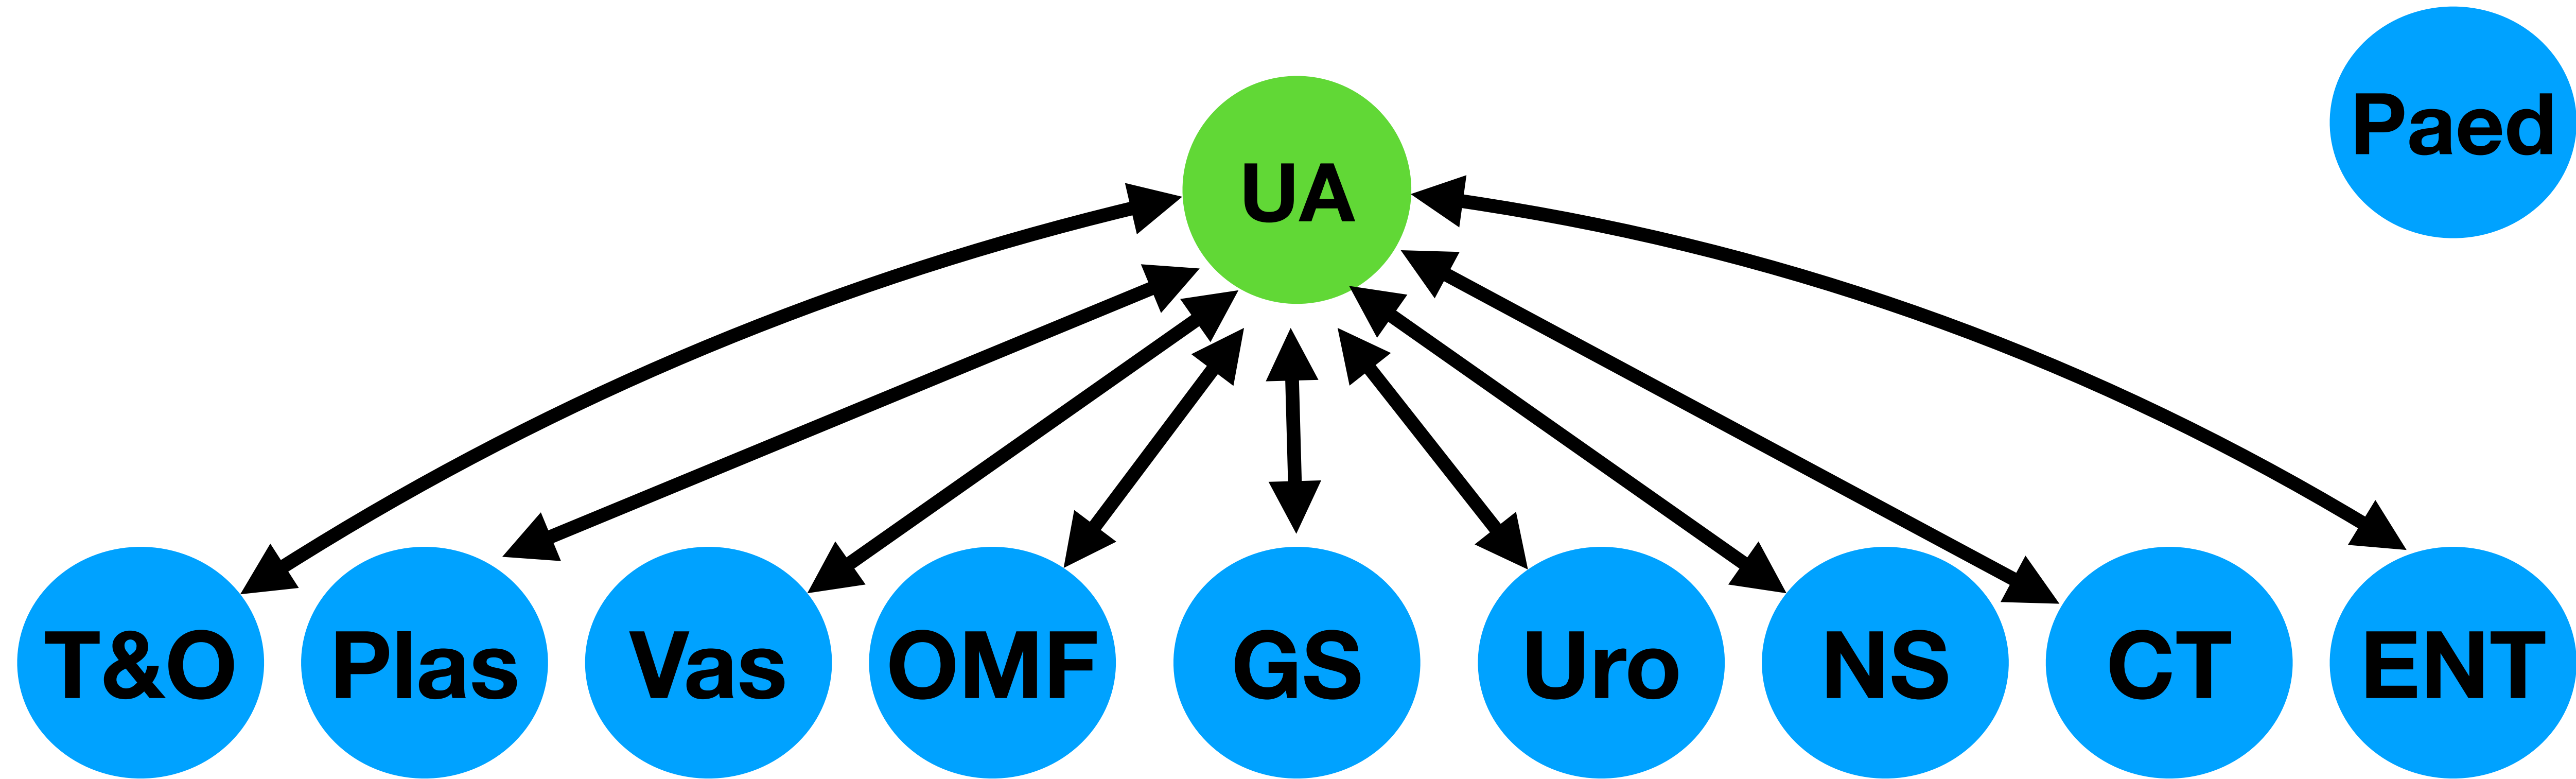 Paed
UA
T&O
Plas
Vas
OMF
GS
Uro
NS
CT
ENT